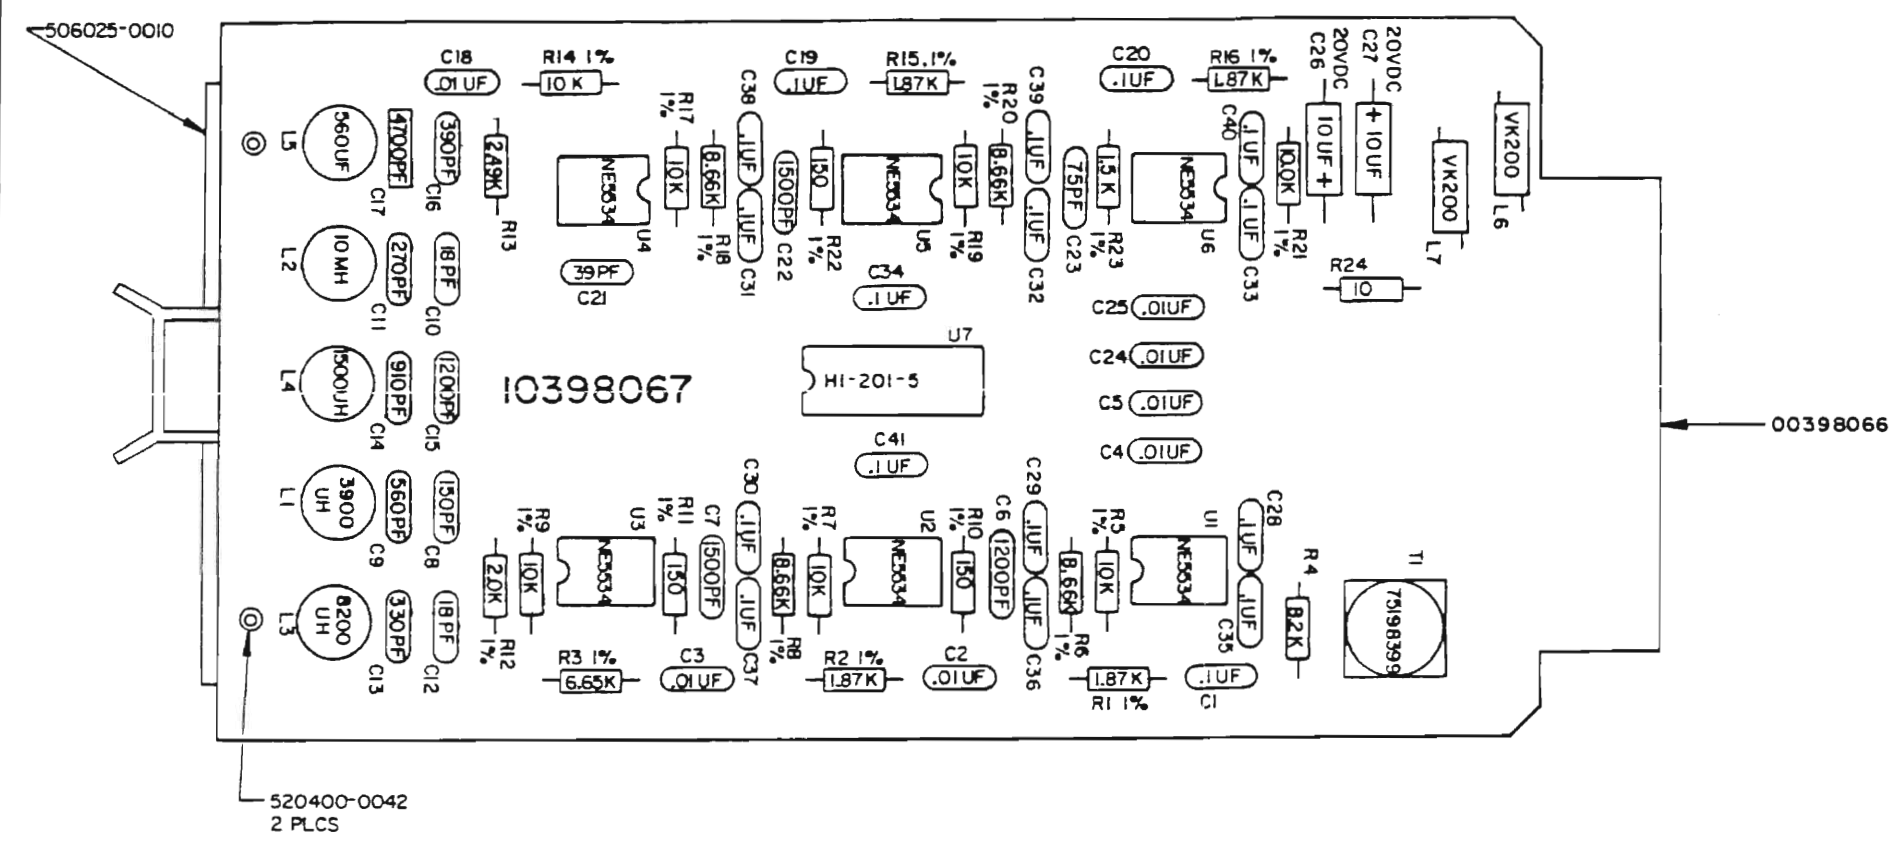 506025-0010
C18
.01UF
R14 1%
10K
C19
.1UF
R15,1%
1.87K
C20
.1UF
R16 1%
1.87K
20VDC
C26
10UF +
20VDC
C27
+ 10UF
VK200
L6
VK200
L7
L5
560UF
4700PF
C17
390PF
C16
2.49K
R13
NE5534
U4
R17
1%
10K
8.66K
R18
1%
C38
.1UF
.1UF
C31
1500PF
C22
150
R22
1%
NE5534
U5
10K
R19
1%
R20
1%
8.66K
C39
.1UF
.1UF
C32
75PF
C23
1.5K
R23
1%
NE5534
U6
C40
.1UF
.1UF
C33
10.0K
R21
1%
R24
10
L2
10MH
270PF
C11
18PF
C10
39PF
C21
C34
.1UF
C25 .01UF
C24 .01UF
C5 .01UF
C4 .01UF
U7
HI-201-5
C41
.1UF
10398067
L4
1500UH
910PF
C14
1200PF
C15
00398066
L1
3900
UH
560PF
C9
150PF
C8
L3
8200
UH
330PF
C13
18PF
C12
2.0K
R12
1%
R9
1%
10K
NE5534
U3
R11
1%
150
C7
1500PF
C30
.1UF
.1UF
C37
8.66K
R8
1%
R7
1%
10K
NE5534
U2
R10
1%
150
C6
1200PF
C29
.1UF
.1UF
C36
8.66K
R6
1%
R5
1%
10K
NE5534
U1
C28
.1UF
.1UF
C35
R4
8.2K
T1
75198399
R3 1%
6.65K
C3
.01UF
R2 1%
1.87K
C2
.01UF
1.87K
R1 1%
.1UF
C1
520400-0042
2 PLCS